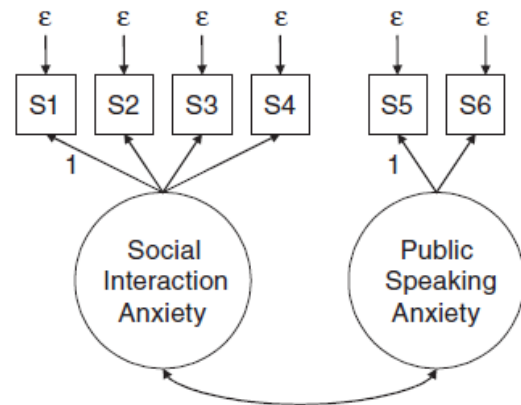 ε ε ε ε ε ε
S1 S2 S3 S4 S5 S6
1 1
Social
Interaction
Anxiety
Public
Speaking
Anxiety